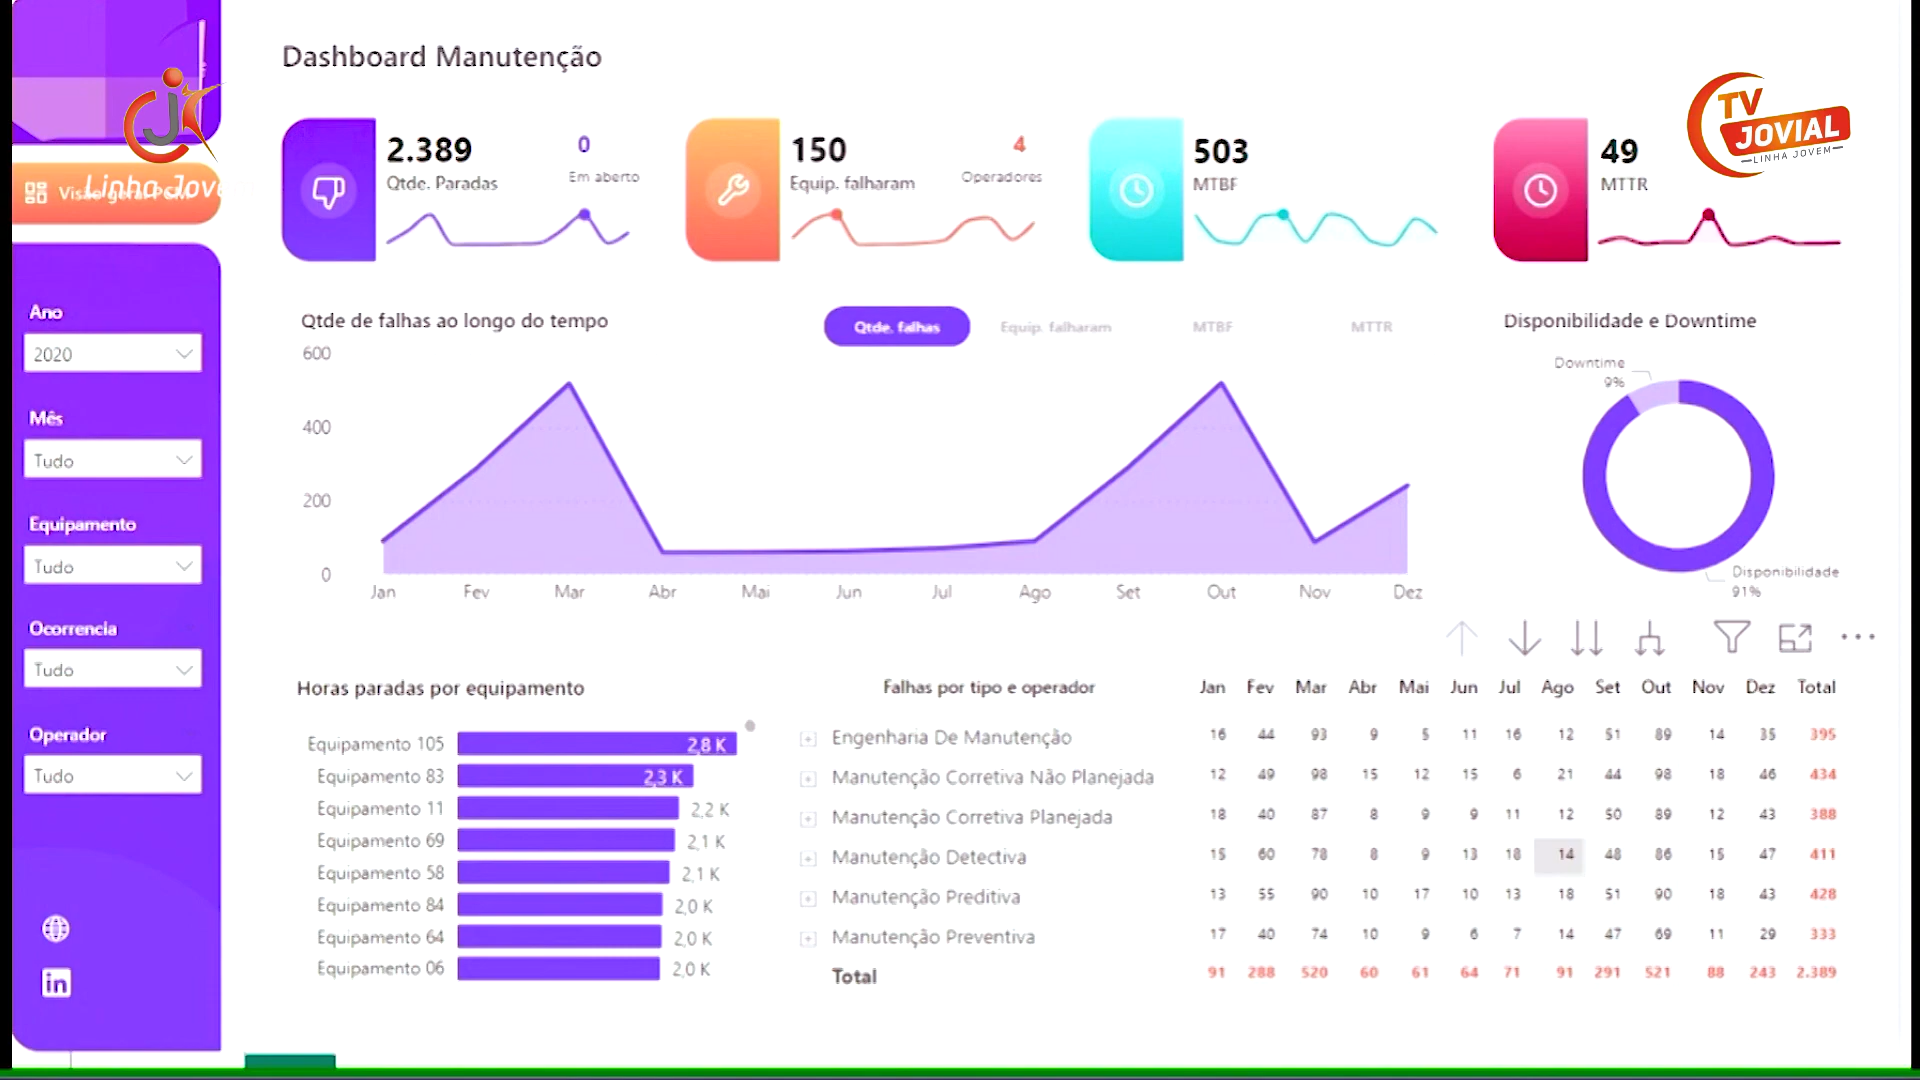 Dashboard Manutenção
TV
JOVIAL
LINHA JOVEM
Linha Jove
Visão geral PCM
2.389
Qtde. Paradas
0
Em aberto
150
Equip. falharam
4
Operadores
503
MTBF
49
MTTR
Ano
2020
Mês
Tudo
Equipamento
Tudo
Ocorrencia
Tudo
Operador
Tudo
in
Qtde de falhas ao longo do tempo
Qtde. falhas Equip. falharam MTBF MTTR
600
400
200
0
Jan Fev Mar Abr Mai Jun Jul Ago Set Out Nov Dez
Disponibilidade e Downtime
Downtime
9%
Disponibilidade
91%
Horas paradas por equipamento
Equipamento 105 2,8 K
Equipamento 83 2,3 K
Equipamento 11 2,2 K
Equipamento 69 2,1 K
Equipamento 58 2,1 K
Equipamento 84 2,0 K
Equipamento 64 2,0 K
Equipamento 06 2,0 K
Falhas por tipo e operador Jan Fev Mar Abr Mai Jun Jul Ago Set Out Nov Dez Total
Engenharia De Manutenção 16 44 93 9 5 11 16 12 51 89 14 35 395
Manutenção Corretiva Não Planejada 12 49 98 15 12 15 6 21 44 98 18 46 434
Manutenção Corretiva Planejada 18 40 87 8 9 9 11 12 50 89 12 43 388
Manutenção Detectiva 15 60 78 8 9 13 18 14 48 86 15 47 411
Manutenção Preditiva 13 55 90 10 17 10 13 18 51 90 18 43 428
Manutenção Preventiva 17 40 74 10 9 6 7 14 47 69 11 29 333
Total 91 288 520 60 61 64 71 91 291 521 88 243 2.389